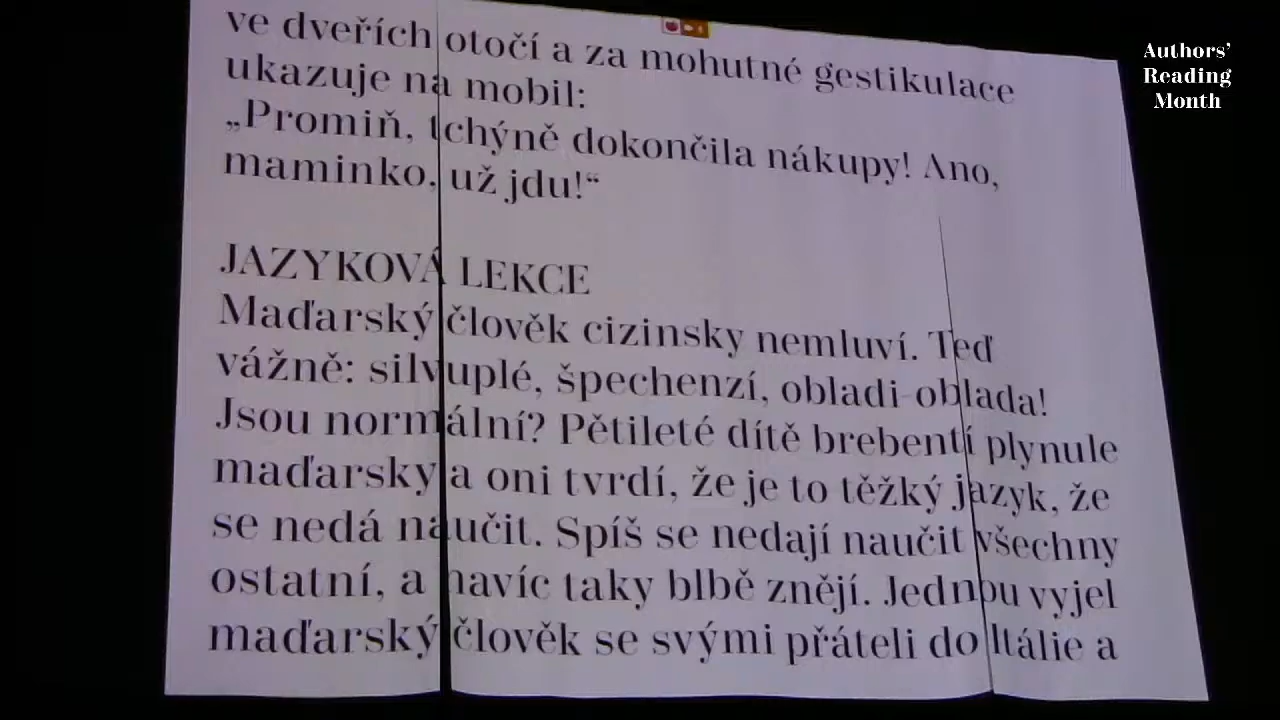 ve dveřích otočí a za mohutné gestikulace
ukazuje na mobil:
„Promiň, tchýně dokončila nákupy! Ano,
maminko, už jdu!“
JAZYKOVÁ LEKCE
Maďarský člověk cizinsky nemluví. Teď
vážně: silvuplé, špechenzí, obladi-oblada!
Jsou normální? Pětileté dítě brebentí plynule
maďarsky a oni tvrdí, že je to těžký jazyk, že
se nedá naučit. Spíš se nedají naučit všechny
ostatní, a navíc taky blbě znějí. Jednou vyjel
maďarský člověk se svými přáteli do Itálie a
Authors’
Reading
Month